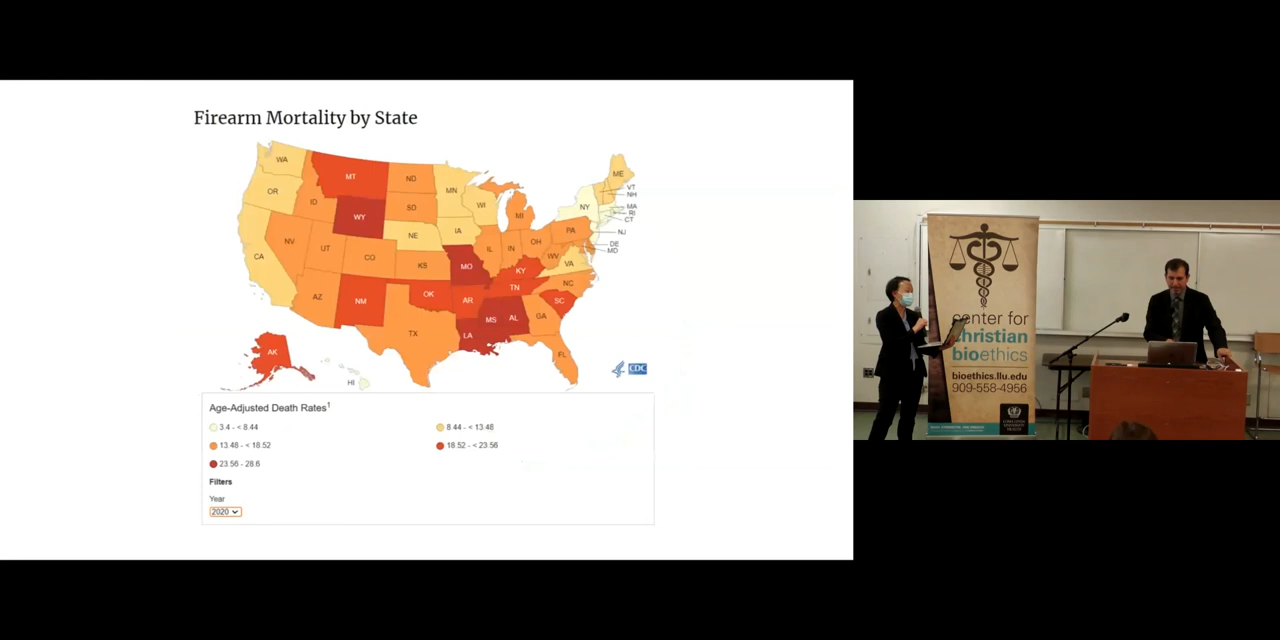 Firearm Mortality by State
WA
MT
ND
MN
ME
VT
NH
OR
ID
SD
WI
NY
MA
RI
CT
WY
MI
NJ
NE
IA
PA
DE
MD
NV
UT
CO
IL
IN
OH
WV
VA
CA
KS
MO
KY
AZ
NM
OK
TN
NC
AR
SC
TX
MS
AL
GA
LA
AK
FL
HI
CDC
Age-Adjusted Death Rates1
3.4 - < 8.44
8.44 - < 13.48
13.48 - < 18.52
18.52 - < 23.56
23.56 - 28.6
Filters
Year
2020
center for
christian
bioethics
bioethics.llu.edu
909-558-4956